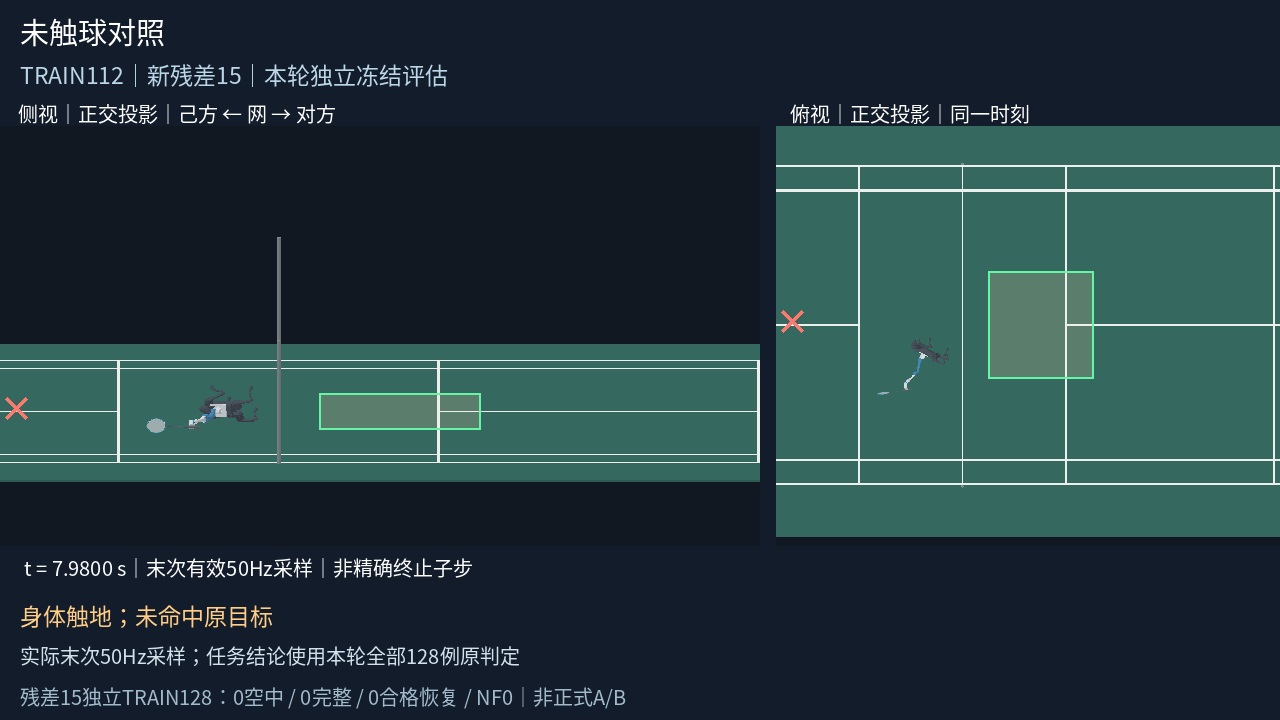 未触球对照
TRAIN112｜新残差15｜本轮独立冻结评估
侧视｜正交投影｜己方 ← 网 → 对方
俯视｜正交投影｜同一时刻
t = 7.9800 s｜末次有效50Hz采样｜非精确终止子步
身体触地；未命中原目标
实际末次50Hz采样；任务结论使用本轮全部128例原判定
残差15独立TRAIN128：0空中 / 0完整 / 0合格恢复 / NF0｜非正式A/B